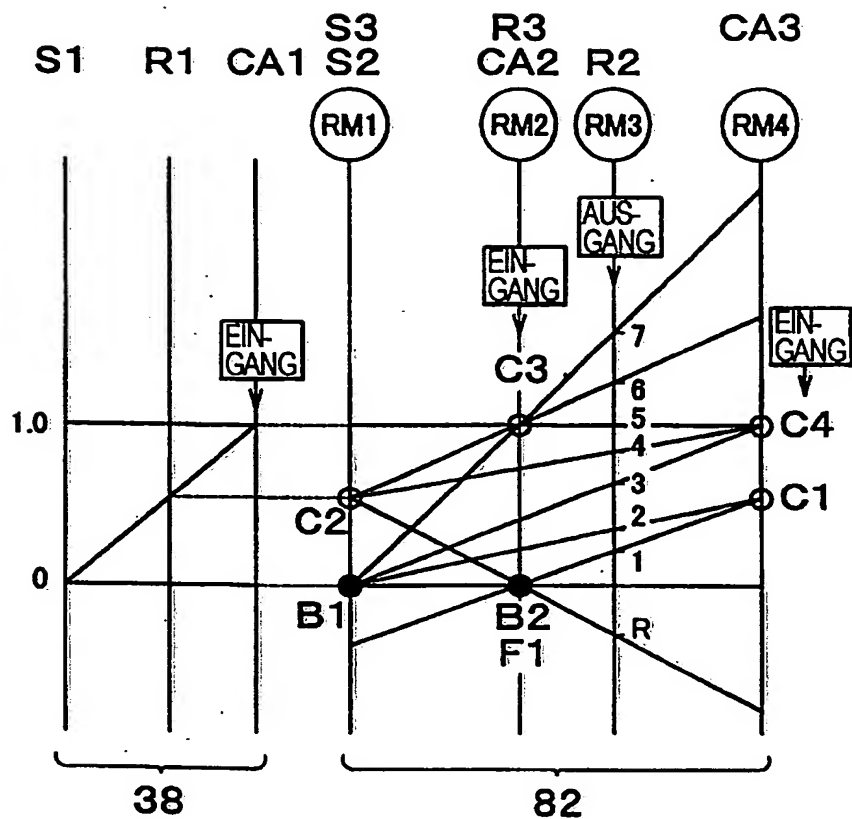 S3 R3 CA3
S1 R1 CA1 S2 CA2 R2
RM1 RM2 RM3 RM4
AUS-
GANG
EIN-
GANG
EIN-
GANG
EIN-
GANG
7
C3
6
1.0
5
C4
4
3
C2
C1
2
1
0
B1
B2
R
F1
38
82